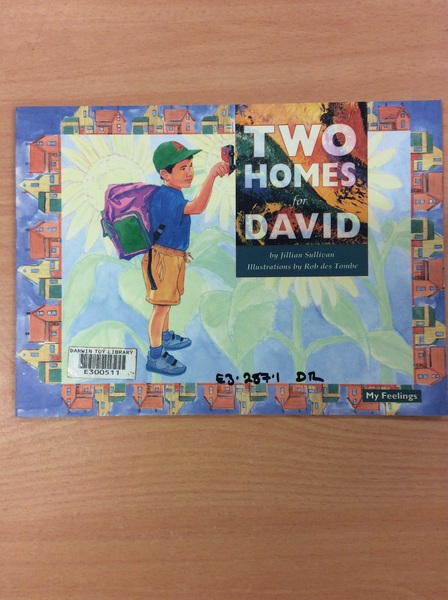 TWO
HOMES
for
DAVID
by Jillian Sullivan
Illustrations by Rob des Tombe
DARWIN TOY LIBRARY
E300511
E3·287·1 DR
My Feelings